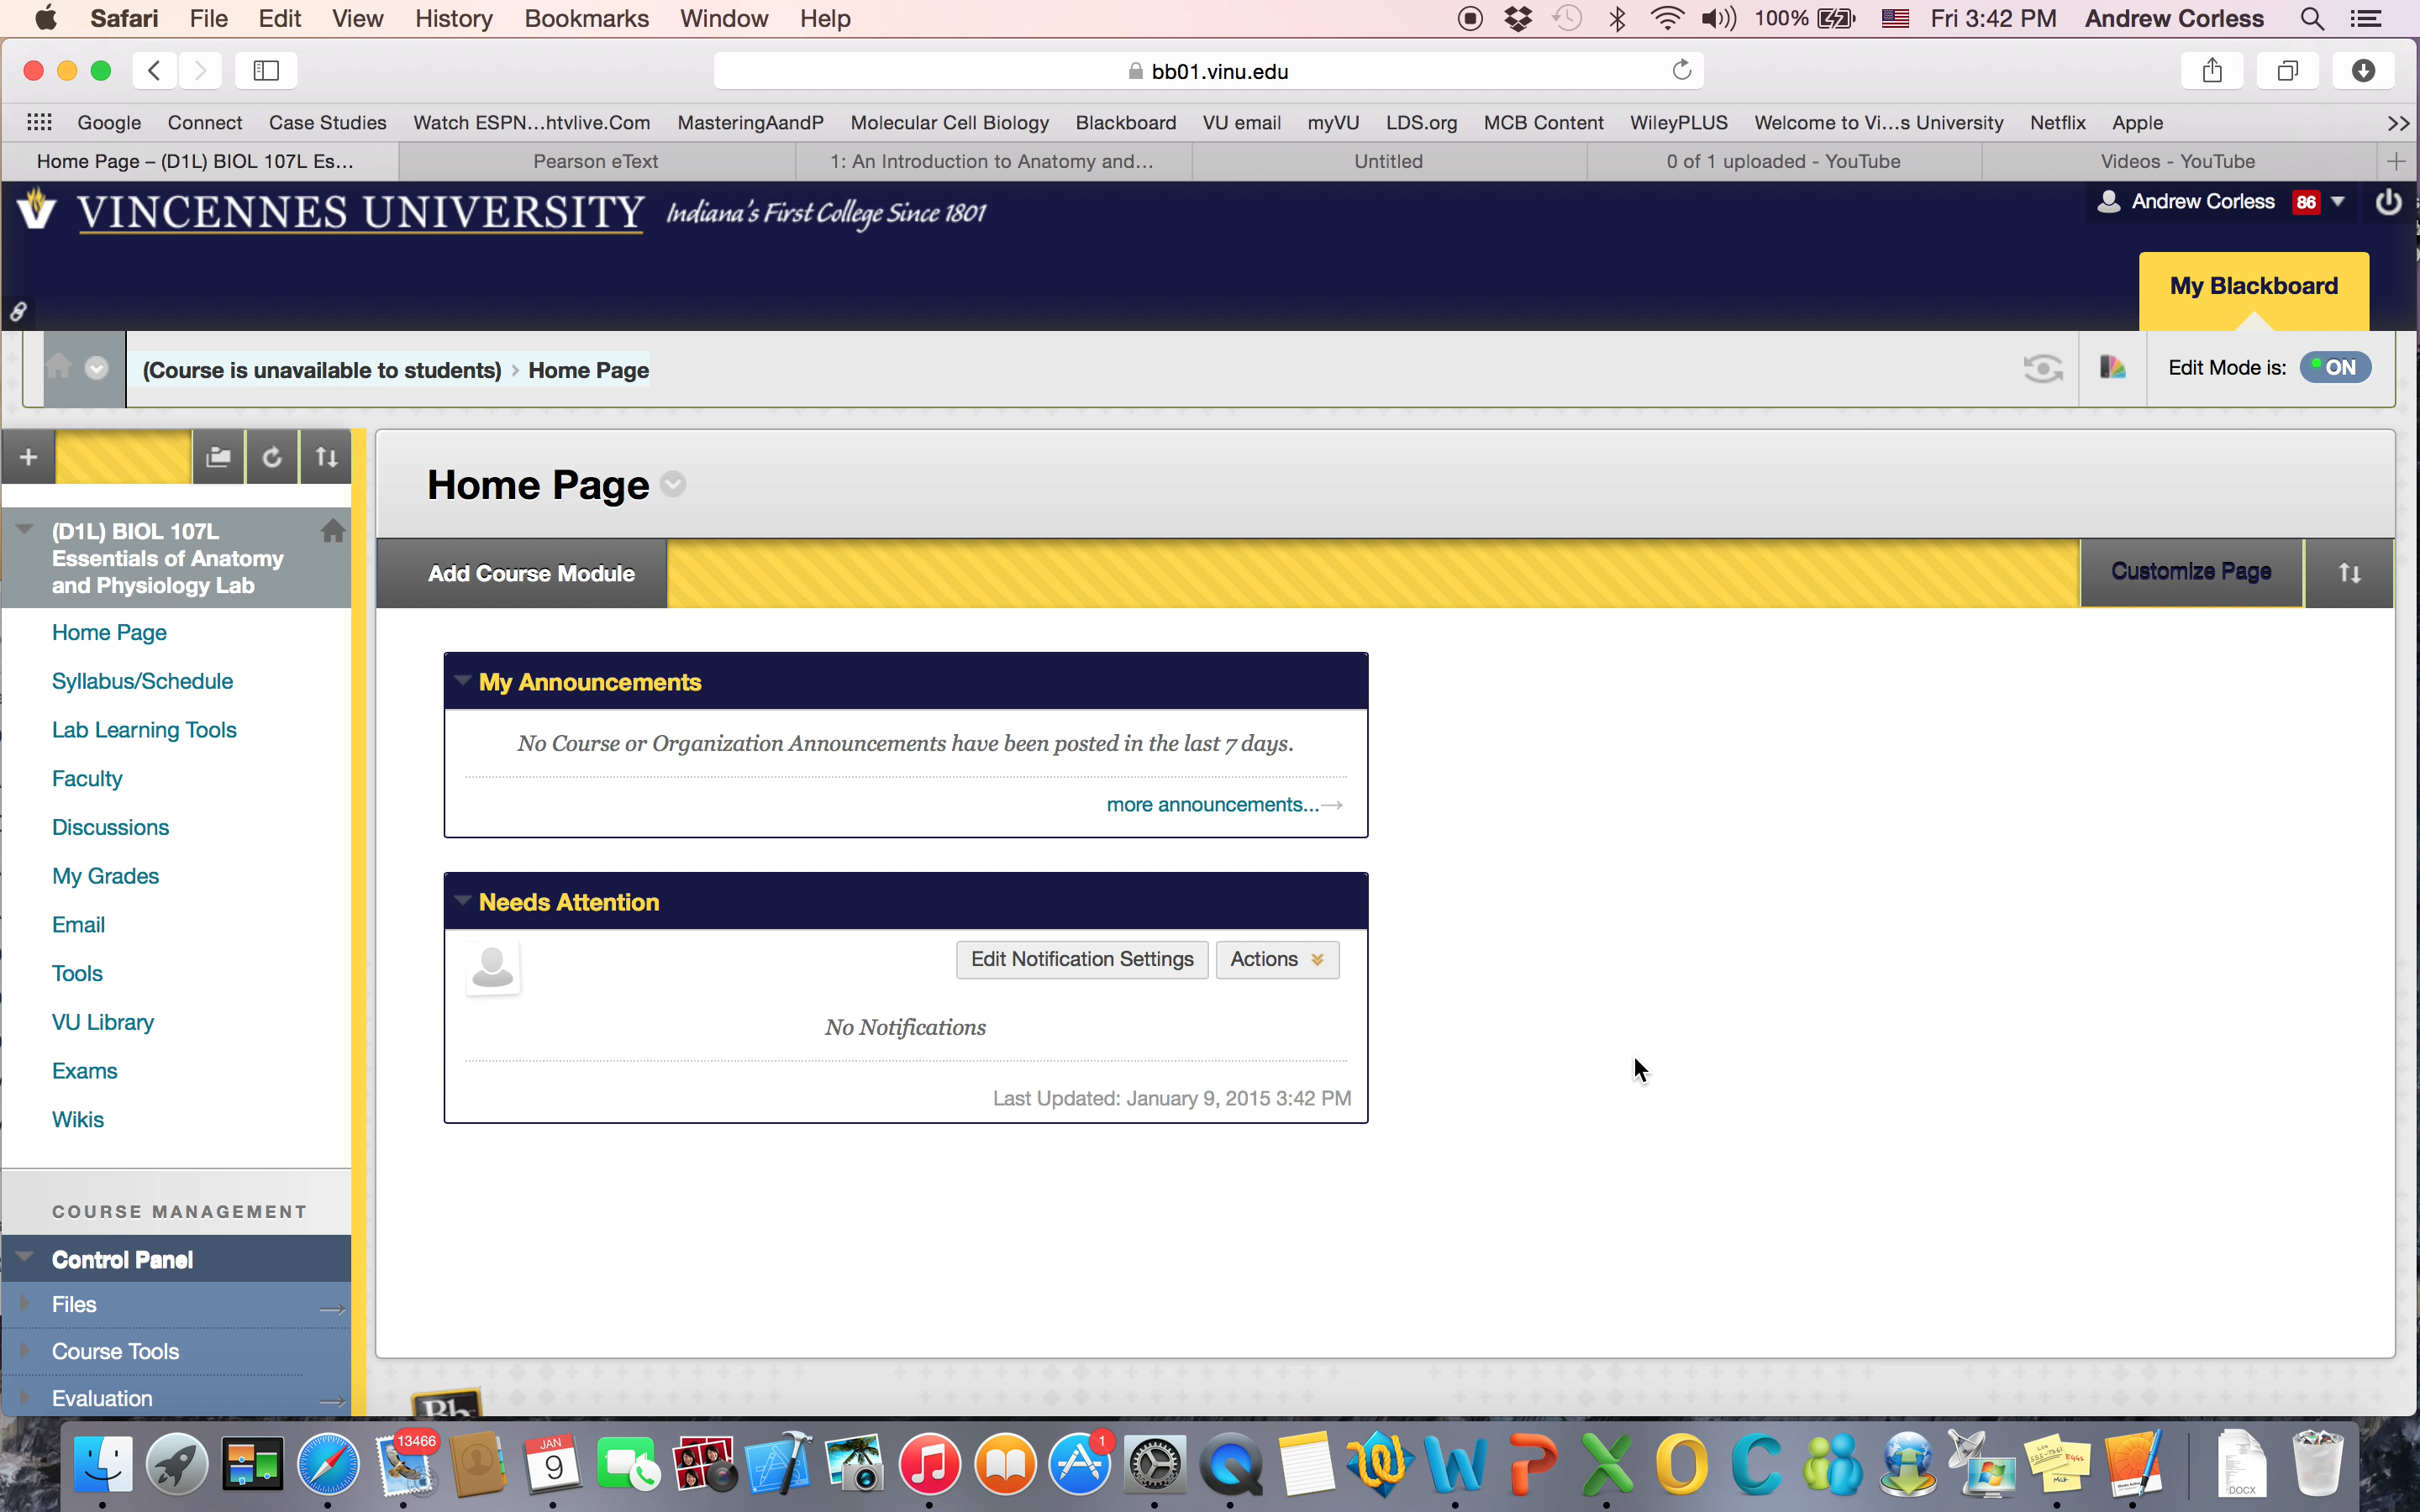 Safari File Edit View History Bookmarks Window Help 100% Fri 3:42 PM Andrew Corless
bb01.vinu.edu
Google Connect Case Studies Watch ESPN...htvlive.Com MasteringAandP Molecular Cell Biology Blackboard VU email myVU LDS.org MCB Content WileyPLUS Welcome to Vi...s University Netflix Apple >>
Home Page – (D1L) BIOL 107L Es... Pearson eText 1: An Introduction to Anatomy and... Untitled 0 of 1 uploaded - YouTube Videos - YouTube +
VINCENNES UNIVERSITY Indiana's First College Since 1801 Andrew Corless 86
My Blackboard
(Course is unavailable to students) > Home Page Edit Mode is: ON
Home Page
(D1L) BIOL 107L
Essentials of Anatomy
and Physiology Lab
Add Course Module Customize Page
Home Page
Syllabus/Schedule
Lab Learning Tools
Faculty
Discussions
My Grades
Email
Tools
VU Library
Exams
Wikis
My Announcements
No Course or Organization Announcements have been posted in the last 7 days.
more announcements...→
Needs Attention
Edit Notification Settings Actions
No Notifications
Last Updated: January 9, 2015 3:42 PM
COURSE MANAGEMENT
Control Panel
Files
Course Tools
Evaluation
Bb
13466
JAN
9
1
DOCX